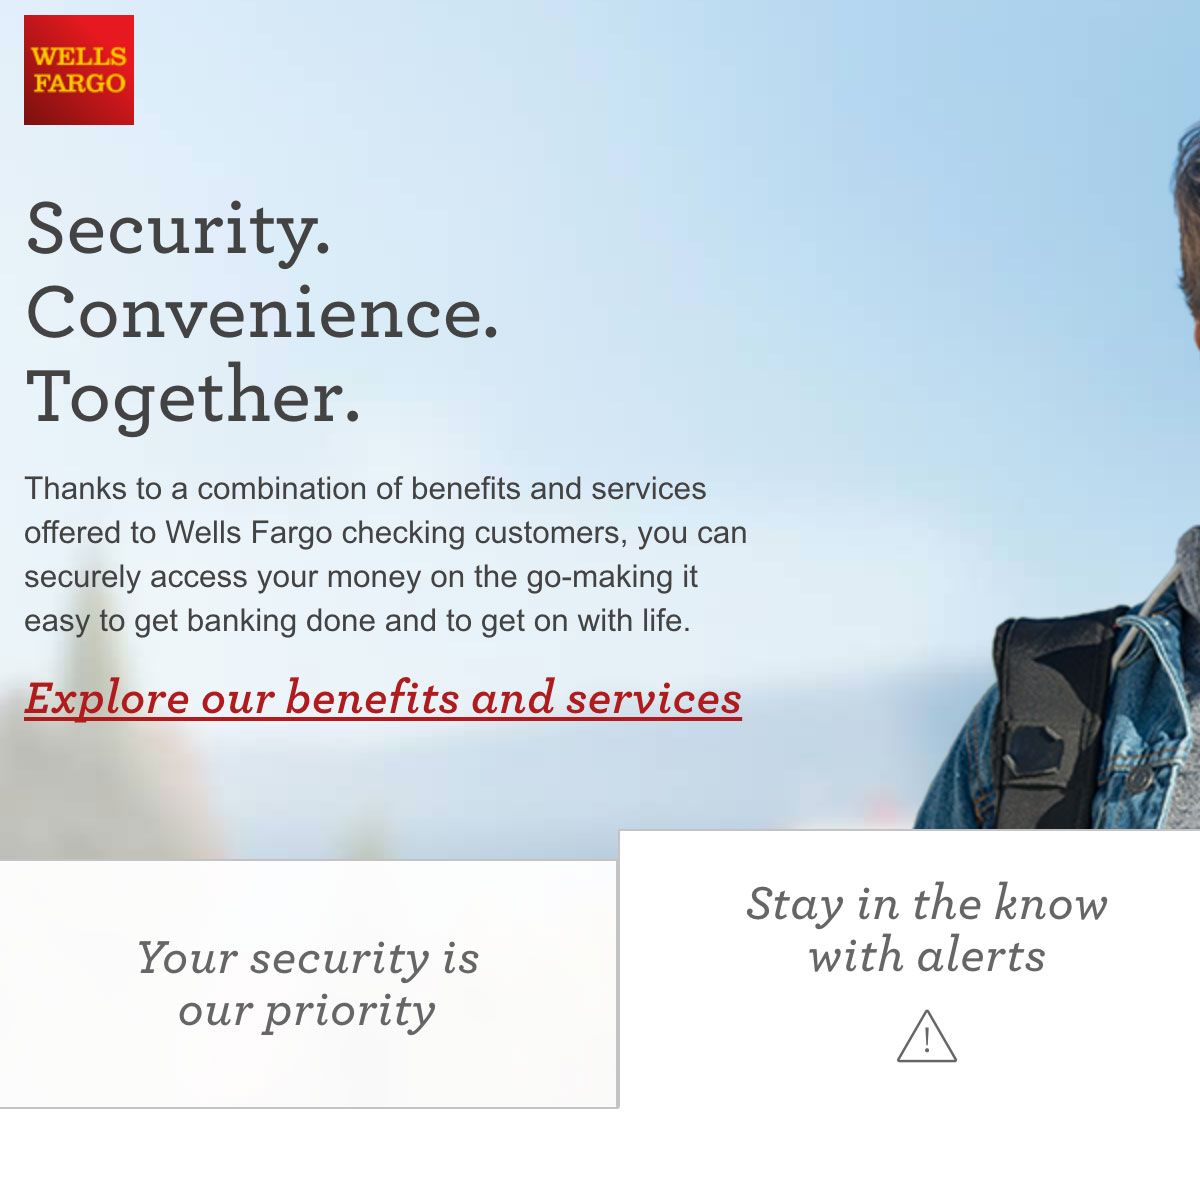 WELLS
FARGO
Security.
Convenience.
Together.
Thanks to a combination of benefits and services
offered to Wells Fargo checking customers, you can
securely access your money on the go-making it
easy to get banking done and to get on with life.
Explore our benefits and services
Your security is
our priority
Stay in the know
with alerts
!